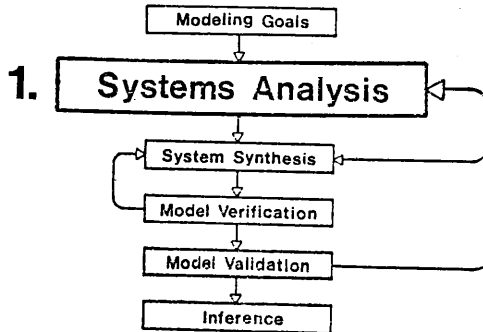 Modeling Goals
1. Systems Analysis
System Synthesis
Model Verification
Model Validation
Inference